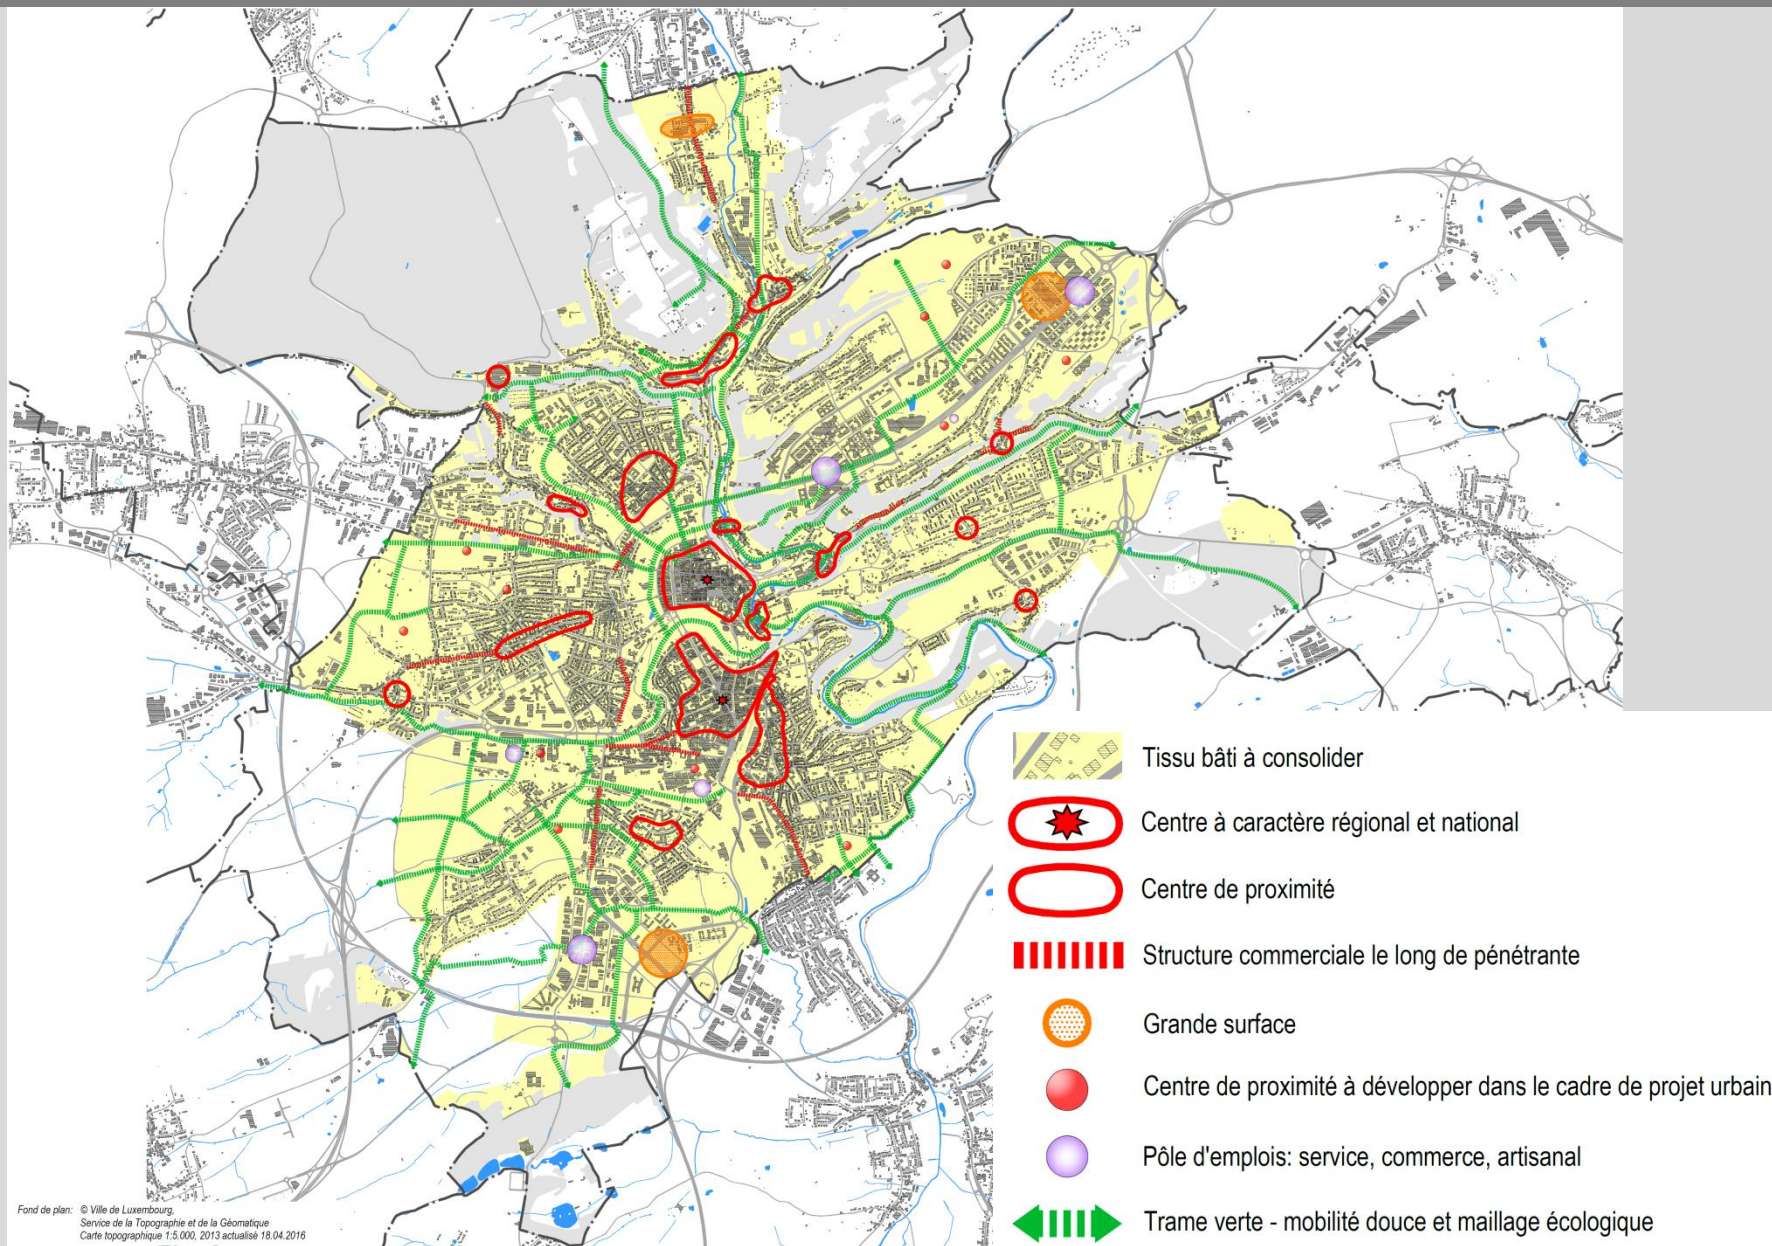 Tissu bâti à consolider
Centre à caractère régional et national
Centre de proximité
Structure commerciale le long de pénétrante
Grande surface
Centre de proximité à développer dans le cadre de projet urbain
Pôle d'emplois: service, commerce, artisanal
Trame verte - mobilité douce et maillage écologique
Fond de plan: © Ville de Luxembourg,
Service de la Topographie et de la Géomatique
Carte topographique 1:5.000, 2013 actualisé 18.04.2016